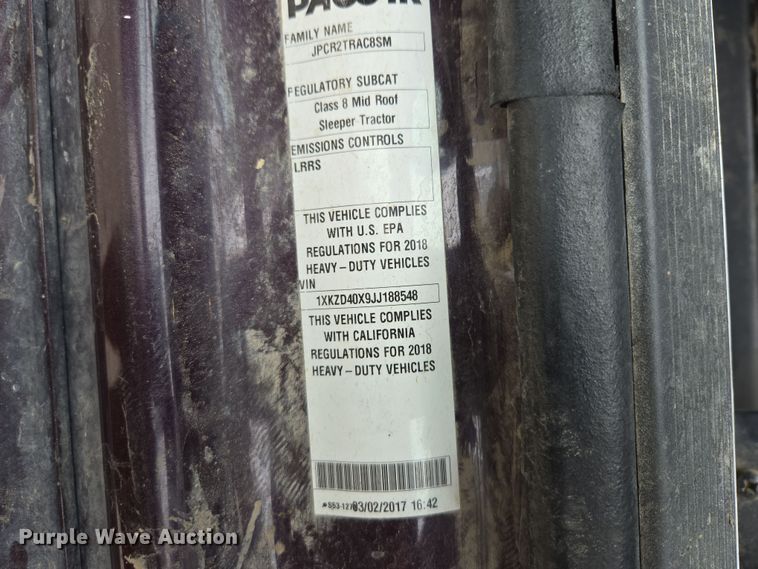 PACCAR
FAMILY NAME
JPCR2TRAC8SM
REGULATORY SUBCAT
Class 8 Mid Roof
Sleeper Tractor
EMISSIONS CONTROLS
LRRS
THIS VEHICLE COMPLIES
WITH U.S. EPA
REGULATIONS FOR 2018
HEAVY-DUTY VEHICLES
VIN
1XKZD40X9JJ188548
THIS VEHICLE COMPLIES
WITH CALIFORNIA
REGULATIONS FOR 2018
HEAVY-DUTY VEHICLES
03/02/2017 16:42
Purple Wave Auction